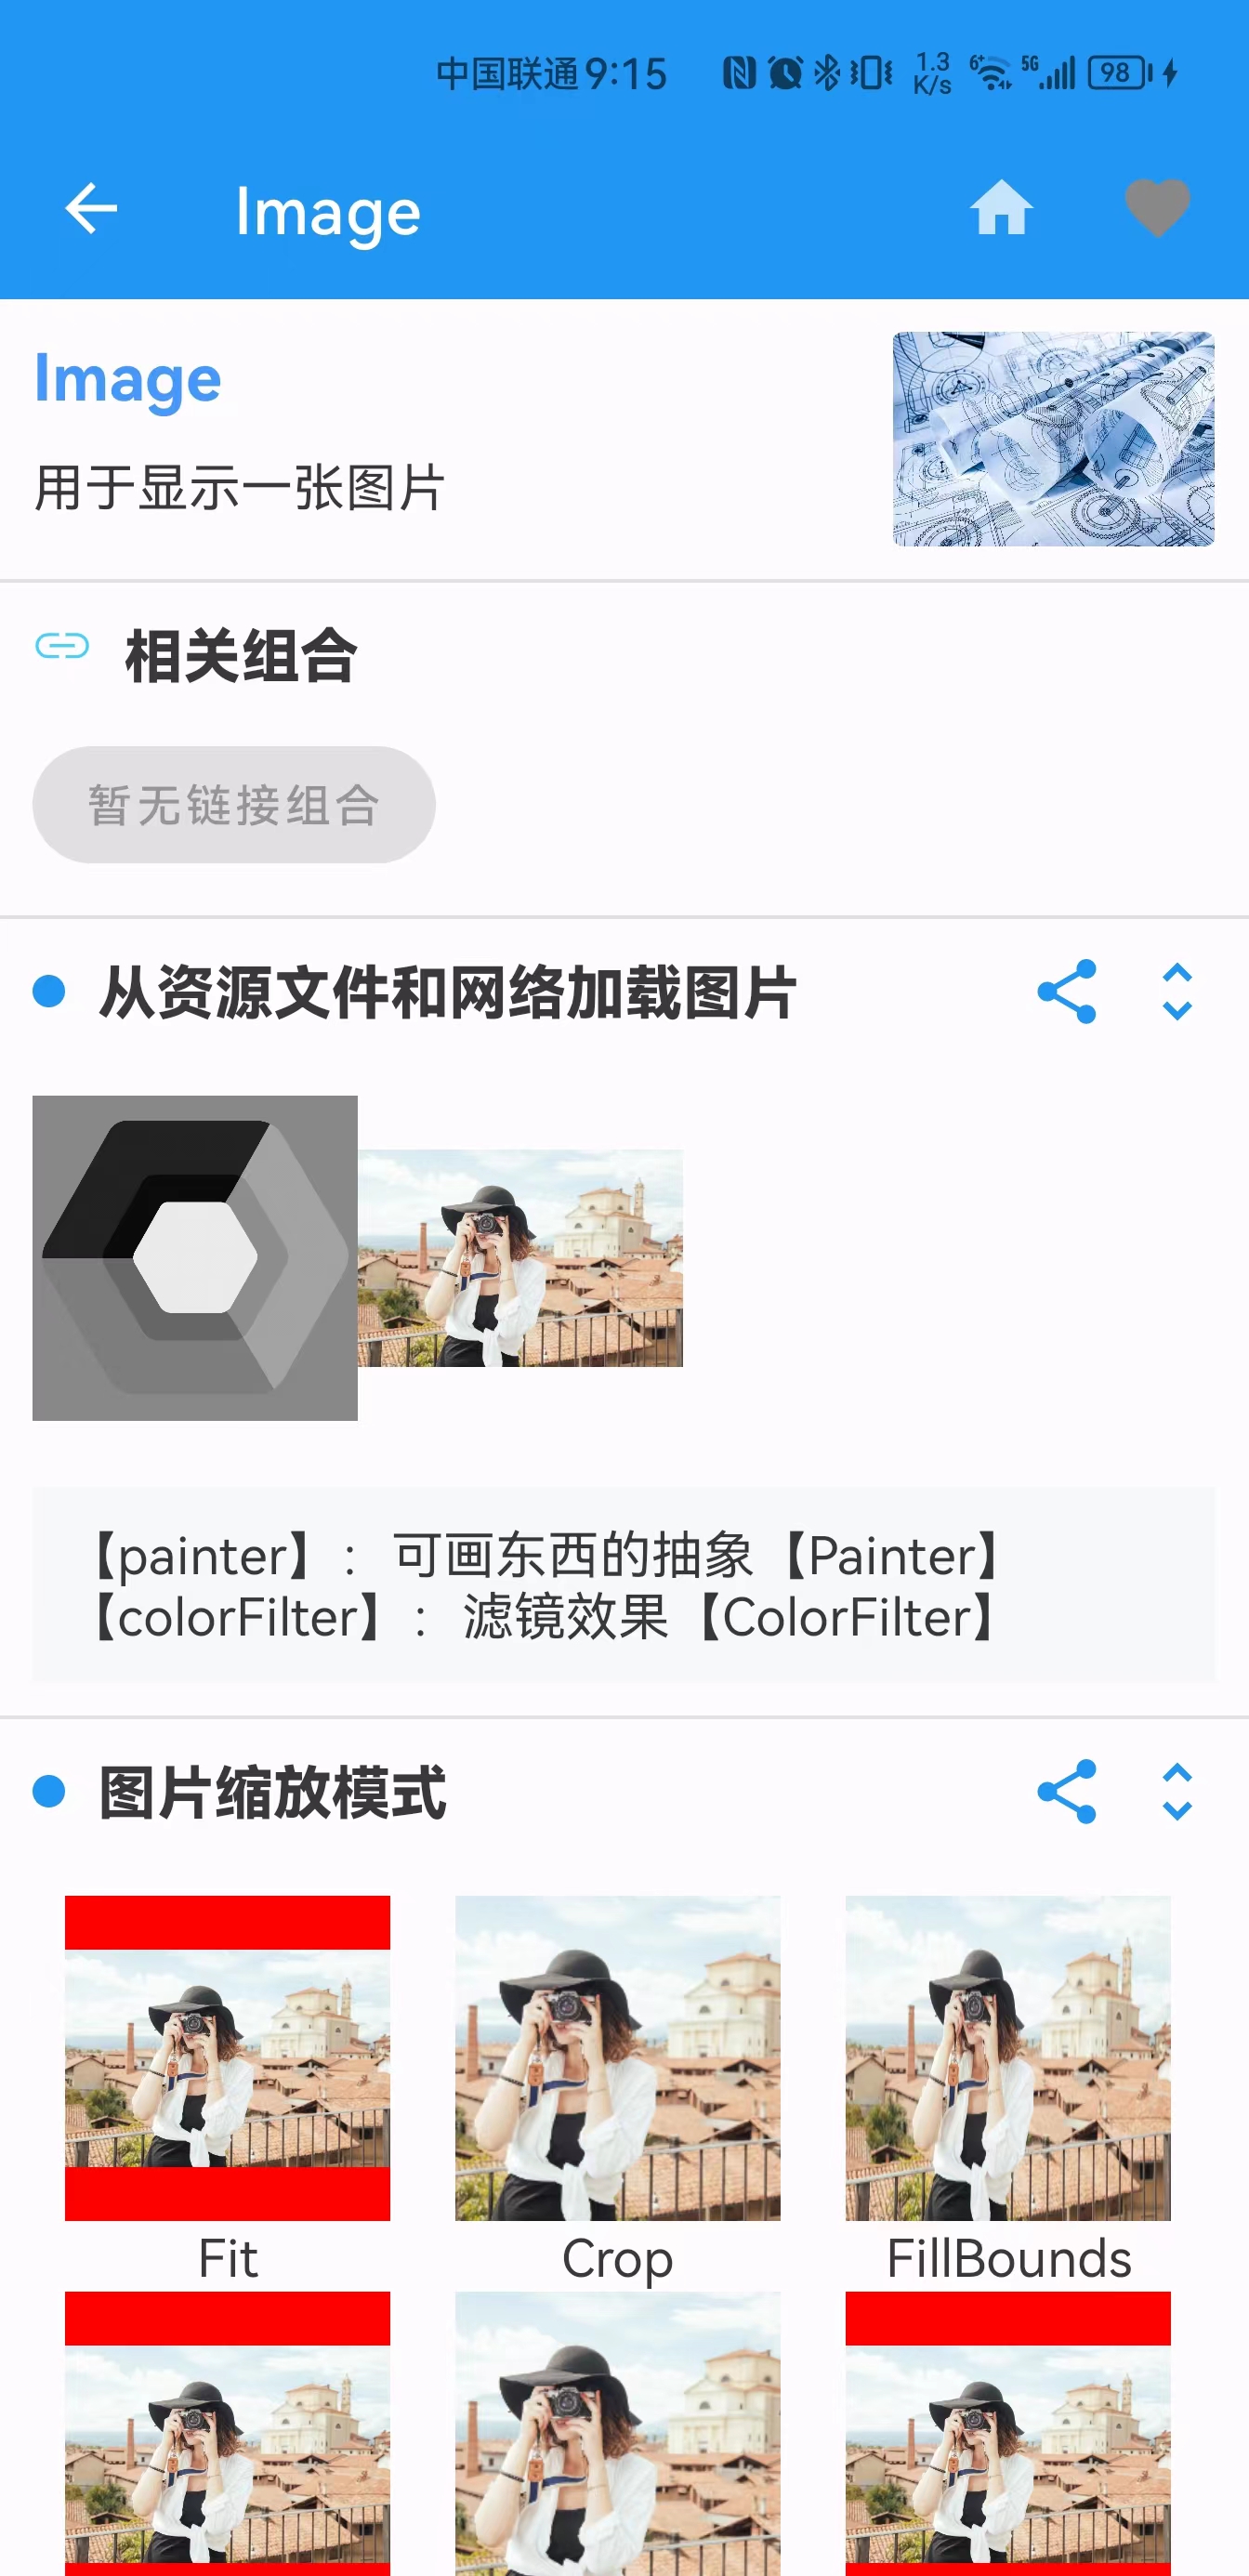 中国联通 9:15 1.3 K/s 6+ 5G 98
Image
Image
用于显示一张图片
相关组合
暂无链接组合
从资源文件和网络加载图片
【painter】 : 可画东西的抽象【Painter】
【colorFilter】 : 滤镜效果【ColorFilter】
图片缩放模式
Fit Crop FillBounds